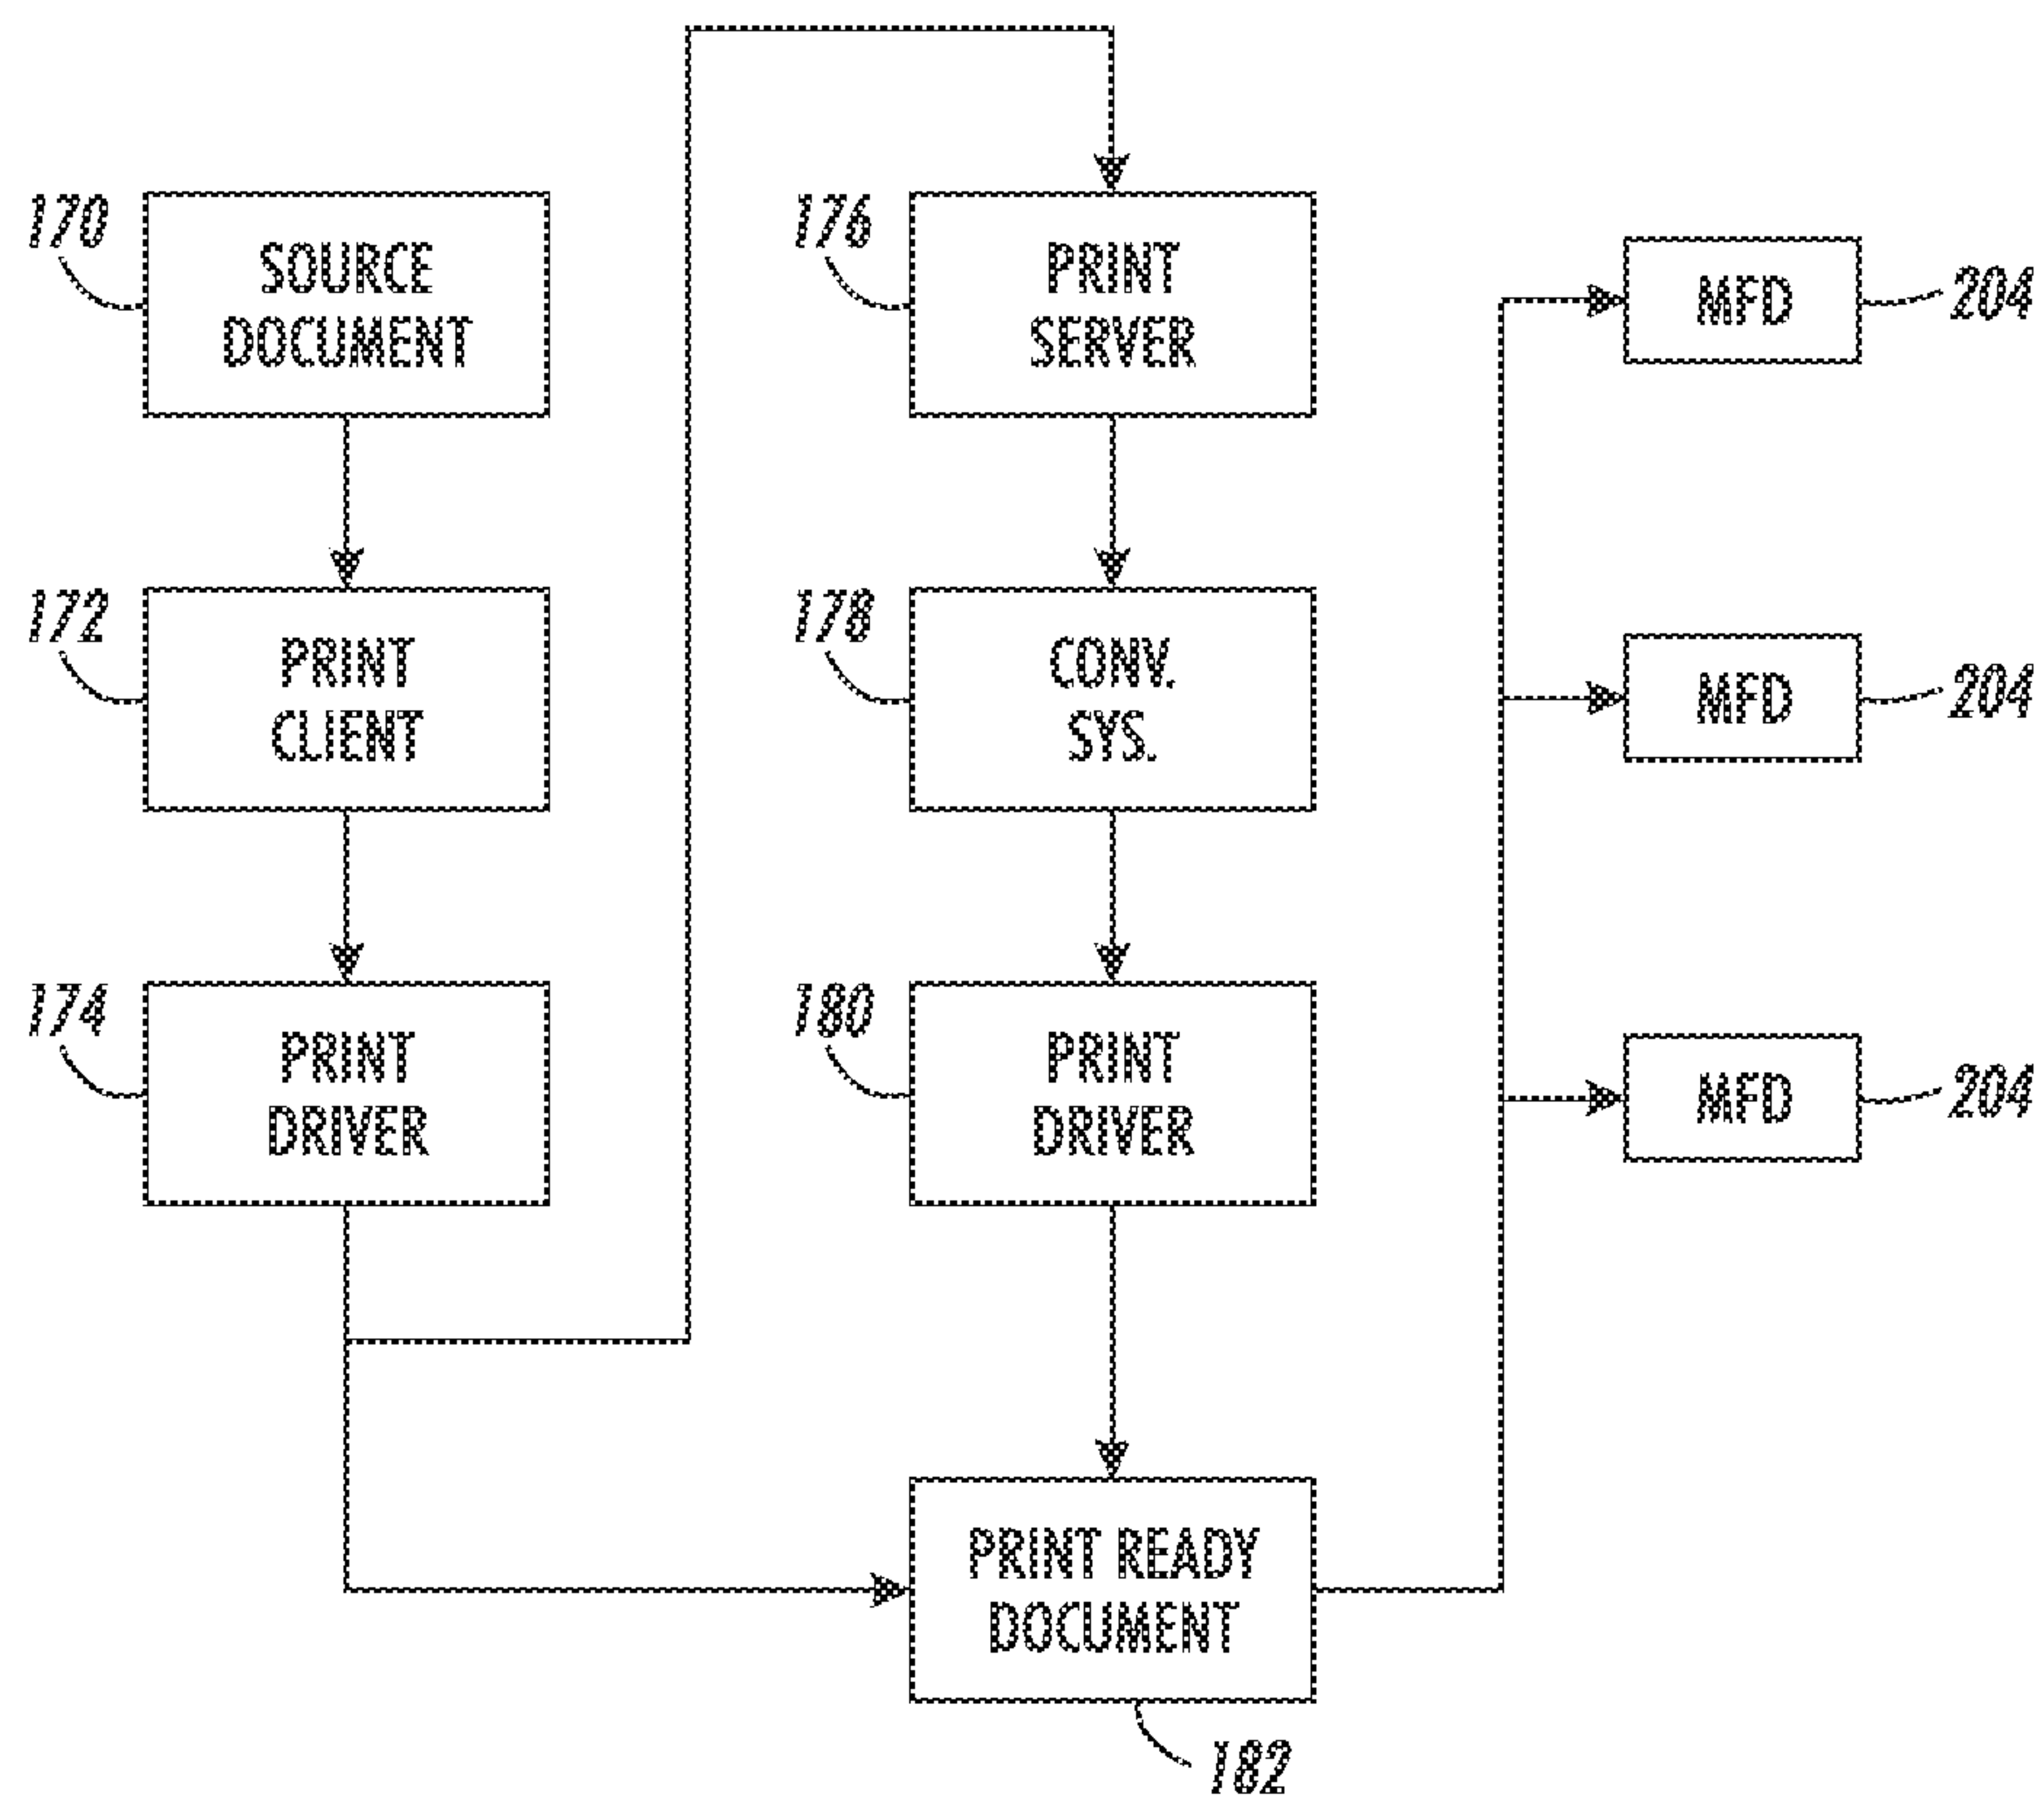 170
SOURCE
DOCUMENT
172
PRINT
CLIENT
174
PRINT
DRIVER
176
PRINT
SERVER
178
CONV.
SYS.
180
PRINT
DRIVER
PRINT READY
DOCUMENT
182
MFD
204
MFD
204
MFD
204